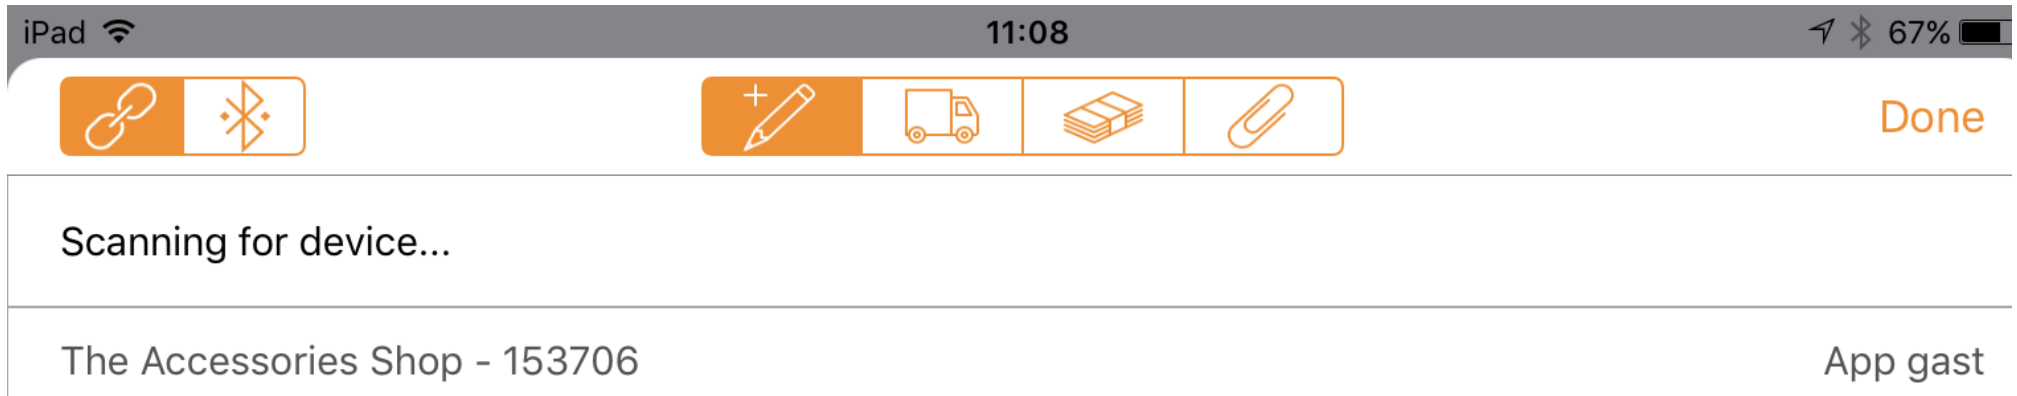 iPad 11:08 67%
Done
Scanning for device...
The Accessories Shop - 153706 App gast